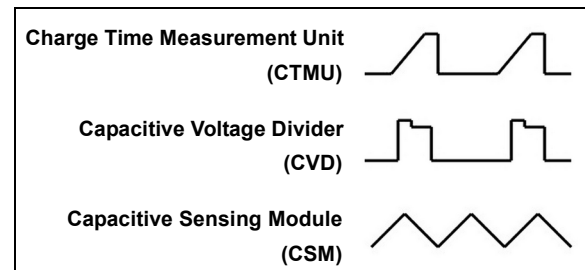 Charge Time Measurement Unit
(CTMU)
Capacitive Voltage Divider
(CVD)
Capacitive Sensing Module
(CSM)